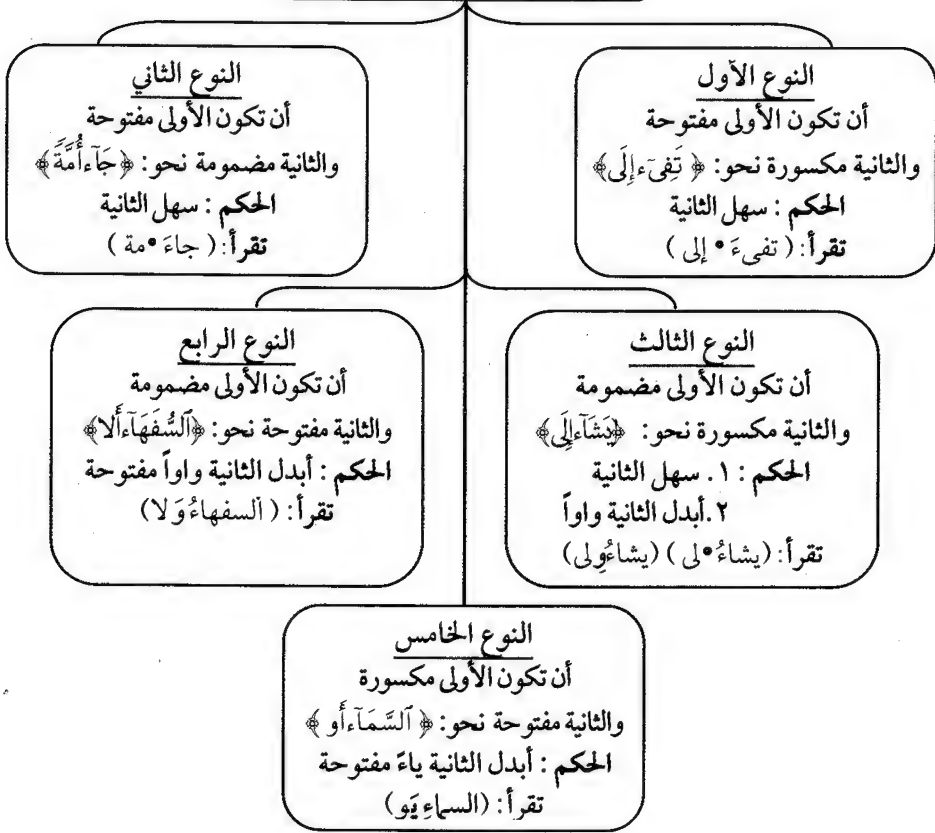 النوع الأول
أن تكون الأولى مفتوحة
والثانية مكسورة نحو: ﴿ تَفِىٓءَ إِلَى﴾
الحكم : سهل الثانية
تقرأ: ( تفىءَ • إلى )
النوع الثاني
أن تكون الأولى مفتوحة
والثانية مضمومة نحو: ﴿جَآءَ أُمَّةً﴾
الحكم : سهل الثانية
تقرأ: ( جاءَ • مة )
النوع الثالث
أن تكون الأولى مضمومة
والثانية مكسورة نحو: ﴿يَشَآءُ إِلَى﴾
الحكم : ١. سهل الثانية
٢.أبدل الثانية واواً
تقرأ: (يشاءُ • لى ) (يشاءُوِلى)
النوع الرابع
أن تكون الأولى مضمومة
والثانية مفتوحة نحو: ﴿ٱلسُّفَهَآءُ أَلا﴾
الحكم : أبدل الثانية واواً مفتوحة
تقرأ: ( السفهاءُ وَلا)
النوع الخامس
أن تكون الأولى مكسورة
والثانية مفتوحة نحو: ﴿ ٱلسَّمَآءِ أَو ﴾
الحكم : أبدل الثانية ياءً مفتوحة
تقرأ: (السماءِ يَو)